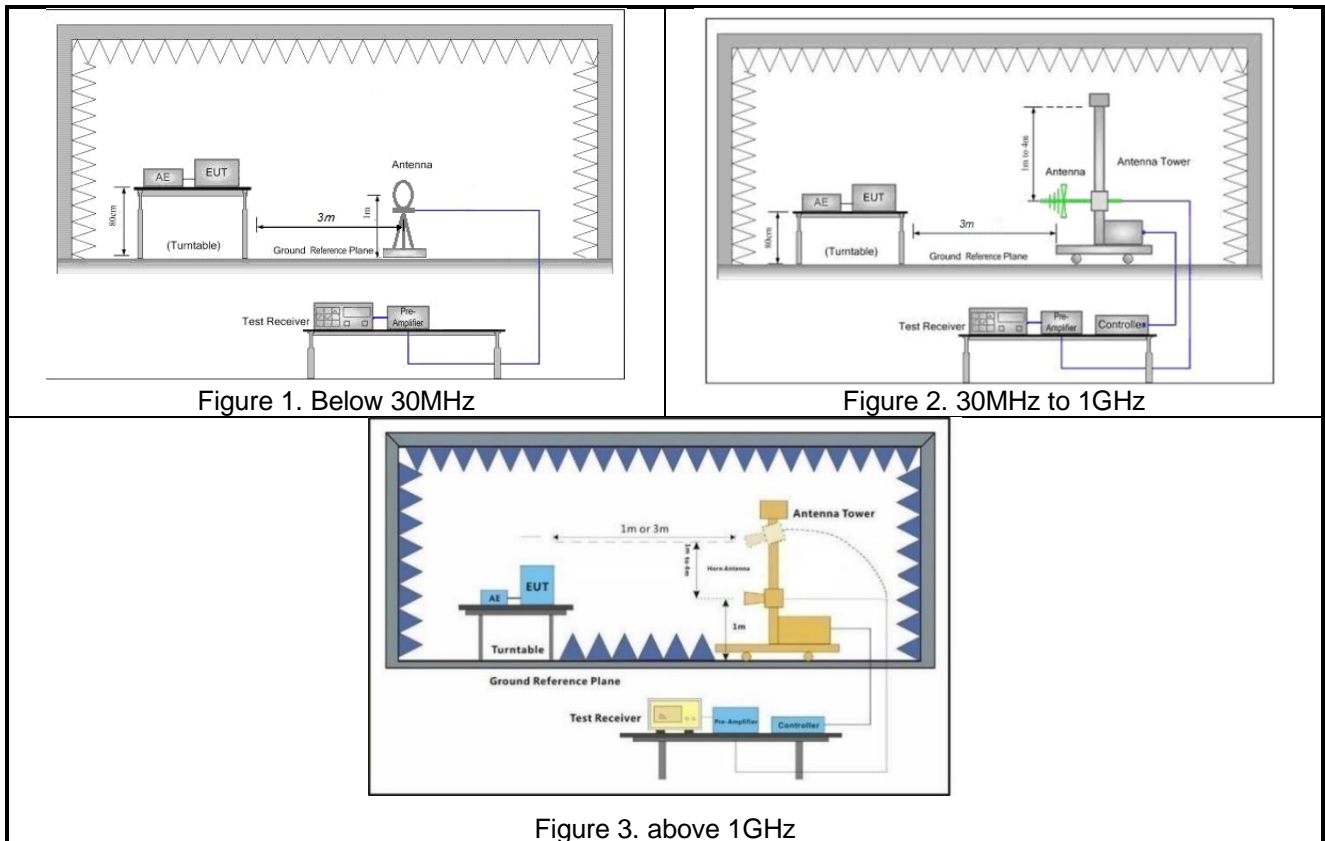 Antenna
AE
EUT
80cm
3m
1m
(Turntable)
Ground Reference Plane
Test Receiver
Pre-
Amplifier
Figure 1. Below 30MHz
1m to 4m
Antenna Tower
Antenna
AE
EUT
80cm
3m
(Turntable)
Ground Reference Plane
Test Receiver
Pre-
Amplifier
Controller
Figure 2. 30MHz to 1GHz
Antenna Tower
1m or 3m
1m to 4m
Horn Antenna
EUT
AE
1m
Turntable
Ground Reference Plane
Test Receiver
Pre-Amplifier
Controller
Figure 3. above 1GHz